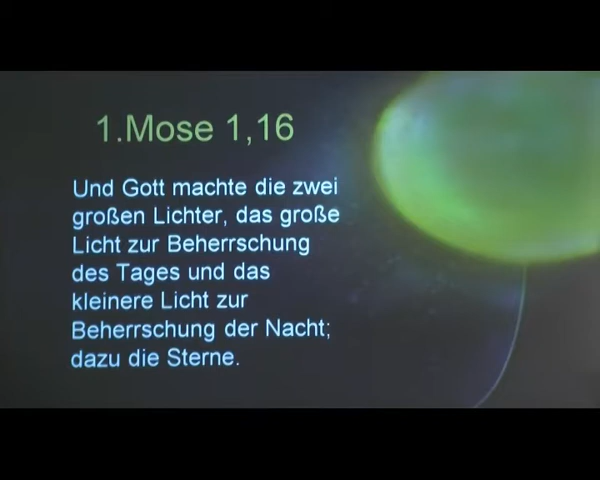 1.Mose 1,16
Und Gott machte die zwei
großen Lichter, das große
Licht zur Beherrschung
des Tages und das
kleinere Licht zur
Beherrschung der Nacht;
dazu die Sterne.